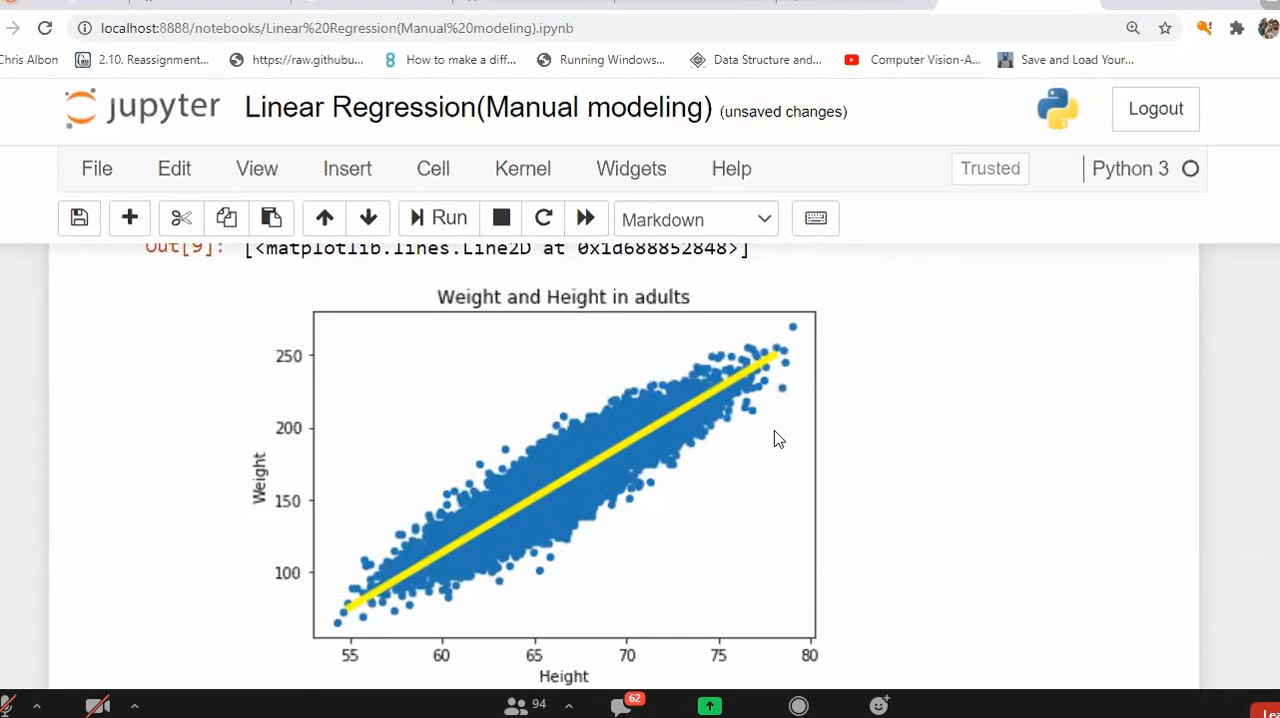 localhost:8888/notebooks/Linear%20Regression(Manual%20modeling).ipynb
Chris Albon 2.10. Reassignment... https://raw.githubu... How to make a diff... Running Windows... Data Structure and... Computer Vision-A... Save and Load Your...
jupyter Linear Regression(Manual modeling) (unsaved changes) Logout
File Edit View Insert Cell Kernel Widgets Help Trusted Python 3
Run Markdown
Out[9]: [<matplotlib.lines.Line2D at 0x1d688852848>]
Weight and Height in adults
250
200
150
100
Weight
55 60 65 70 75 80
Height
94 62